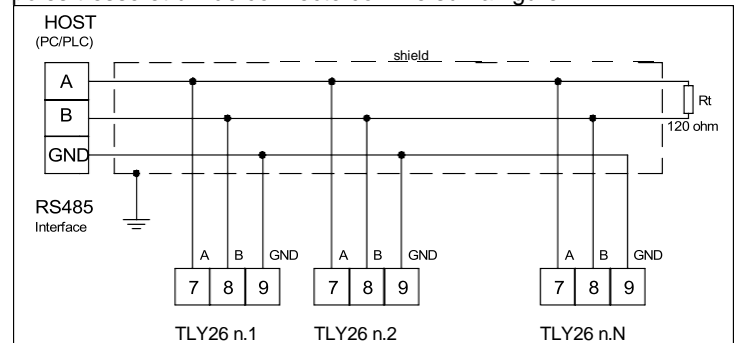 HOST
(PC/PLC)
shield
A
B
GND
Rt
120 ohm
RS485
Interface
A B GND A B GND A B GND
7 8 9 7 8 9 7 8 9
TLY26 n.1 TLY26 n.2 TLY26 n.N